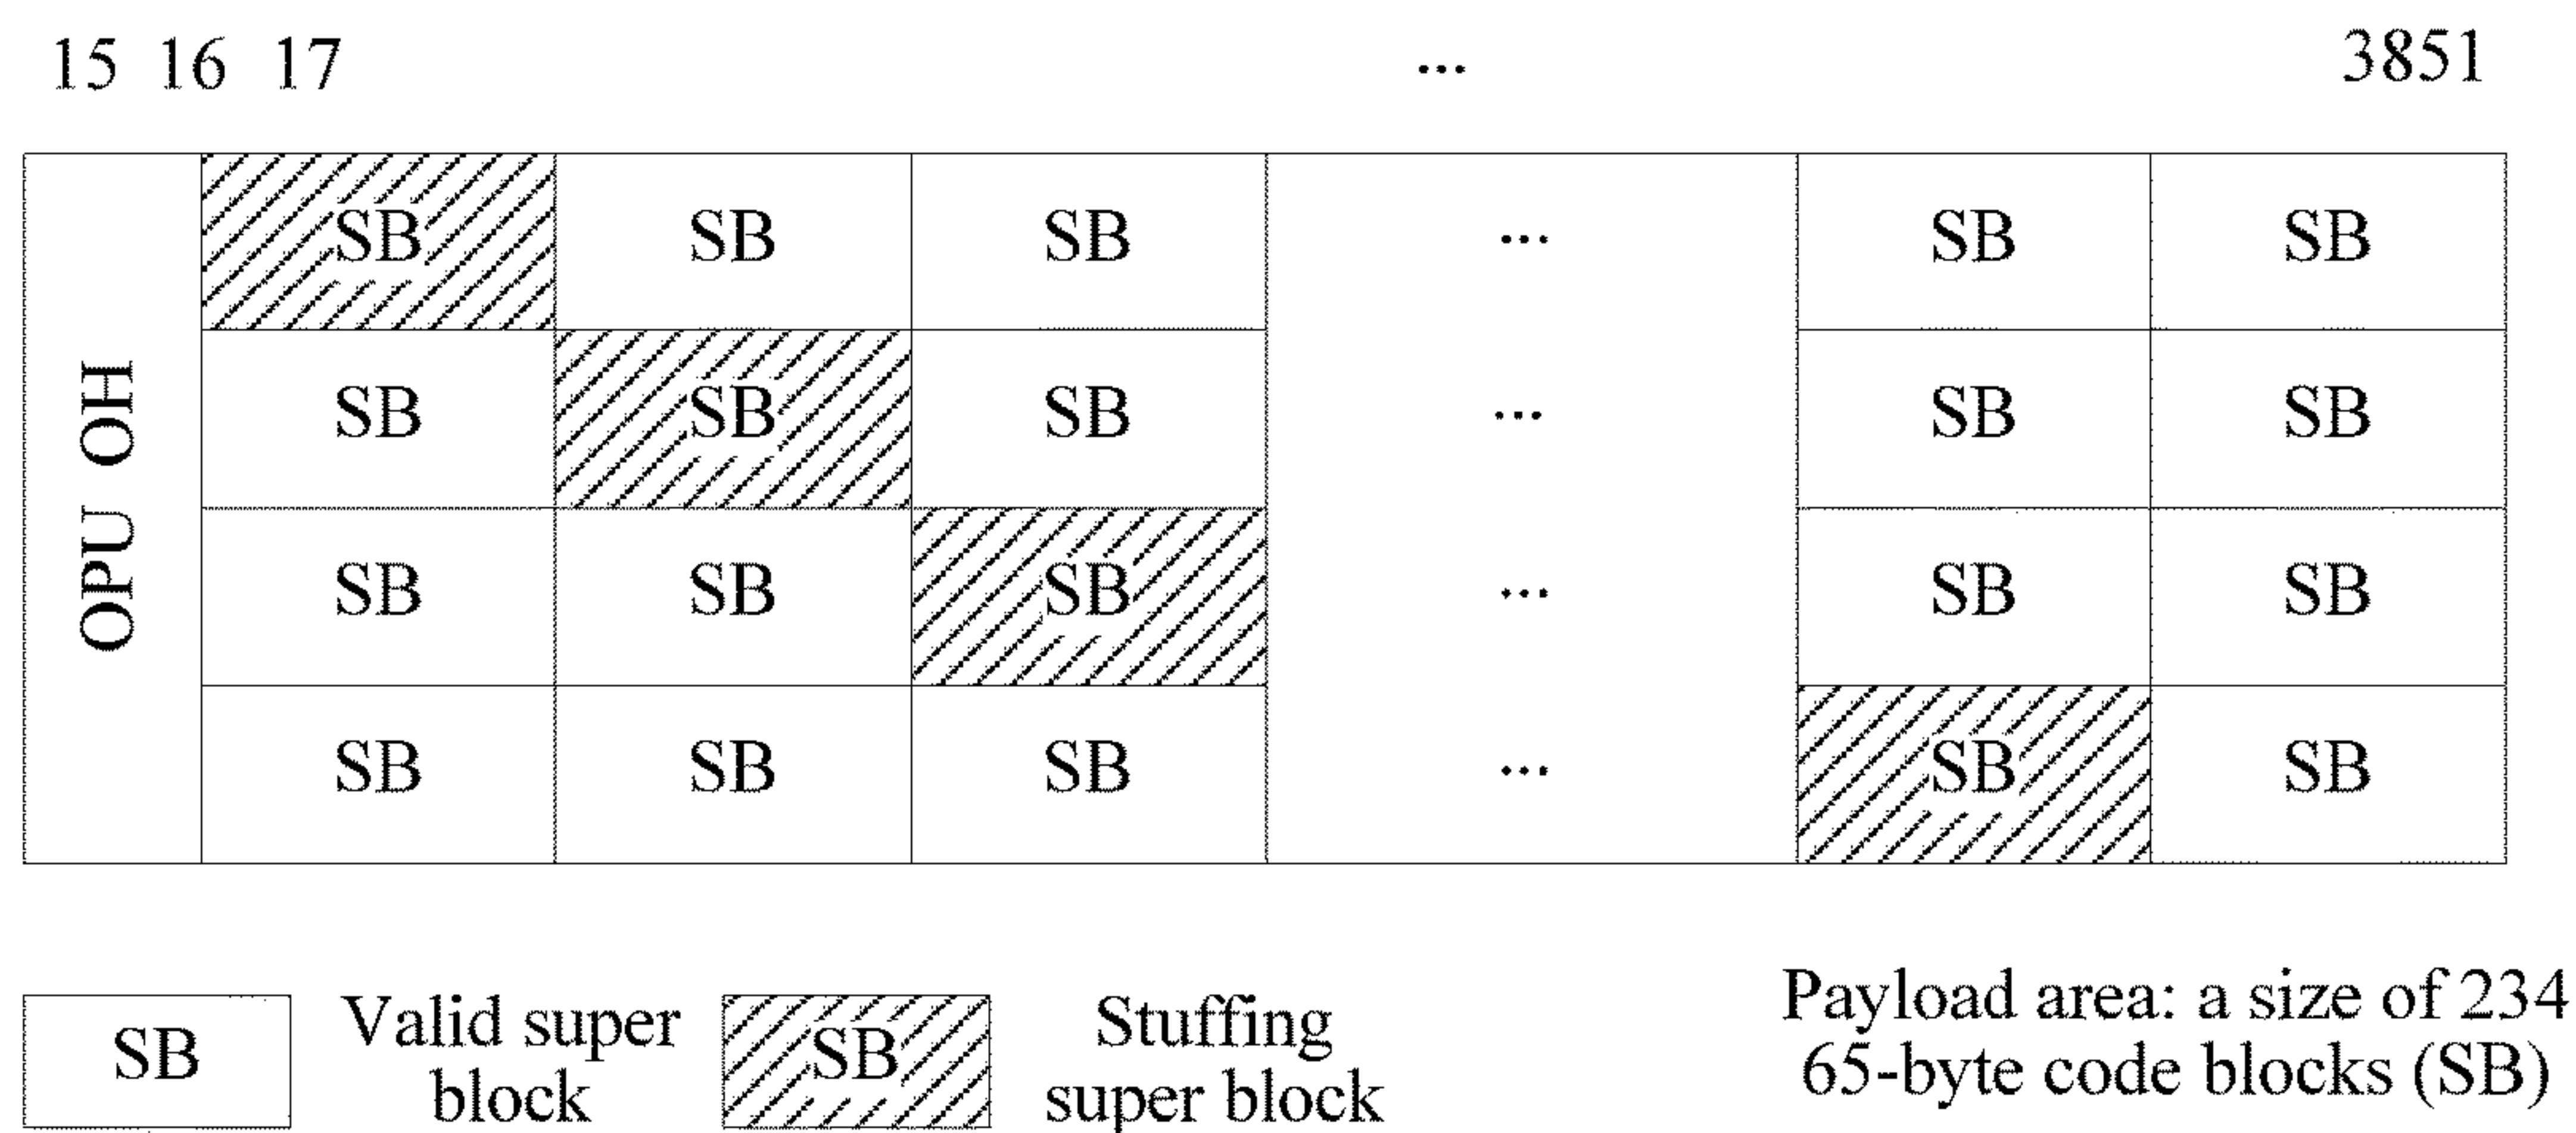 15 16 17 ... 3851
OPU OH
SB SB SB ... SB SB
SB SB SB ... SB SB
SB SB SB ... SB SB
SB SB SB ... SB SB
SB Valid super block
SB Stuffing super block
Payload area: a size of 234
65-byte code blocks (SB)